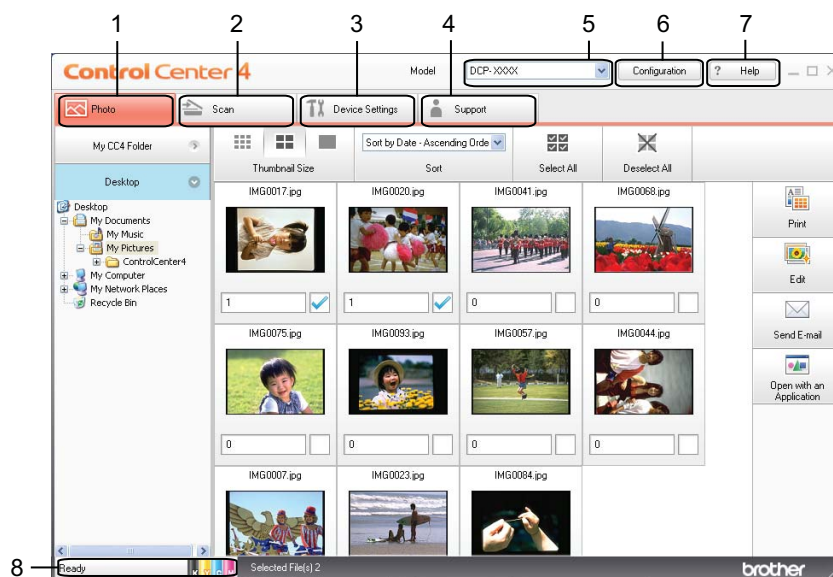 1 2 3 4 5 6 7
Control Center 4 Model DCP-XXXX Configuration ? Help
Photo Scan Device Settings Support
My CC4 Folder
Sort by Date - Ascending Orde
Thumbnail Size Sort Select All Deselect All
Desktop
Desktop
My Documents
My Music
My Pictures
ControlCenter4
My Computer
My Network Places
Recycle Bin
IMG0017.jpg IMG0020.jpg IMG0041.jpg IMG0068.jpg
1 1 0 0
IMG0075.jpg IMG0093.jpg IMG0057.jpg IMG0044.jpg
0 0 0 0
IMG0007.jpg IMG0023.jpg IMG0084.jpg
Print
Edit
Send E-mail
Open with an
Application
8 Ready K Y C M Selected File(s) 2 brother